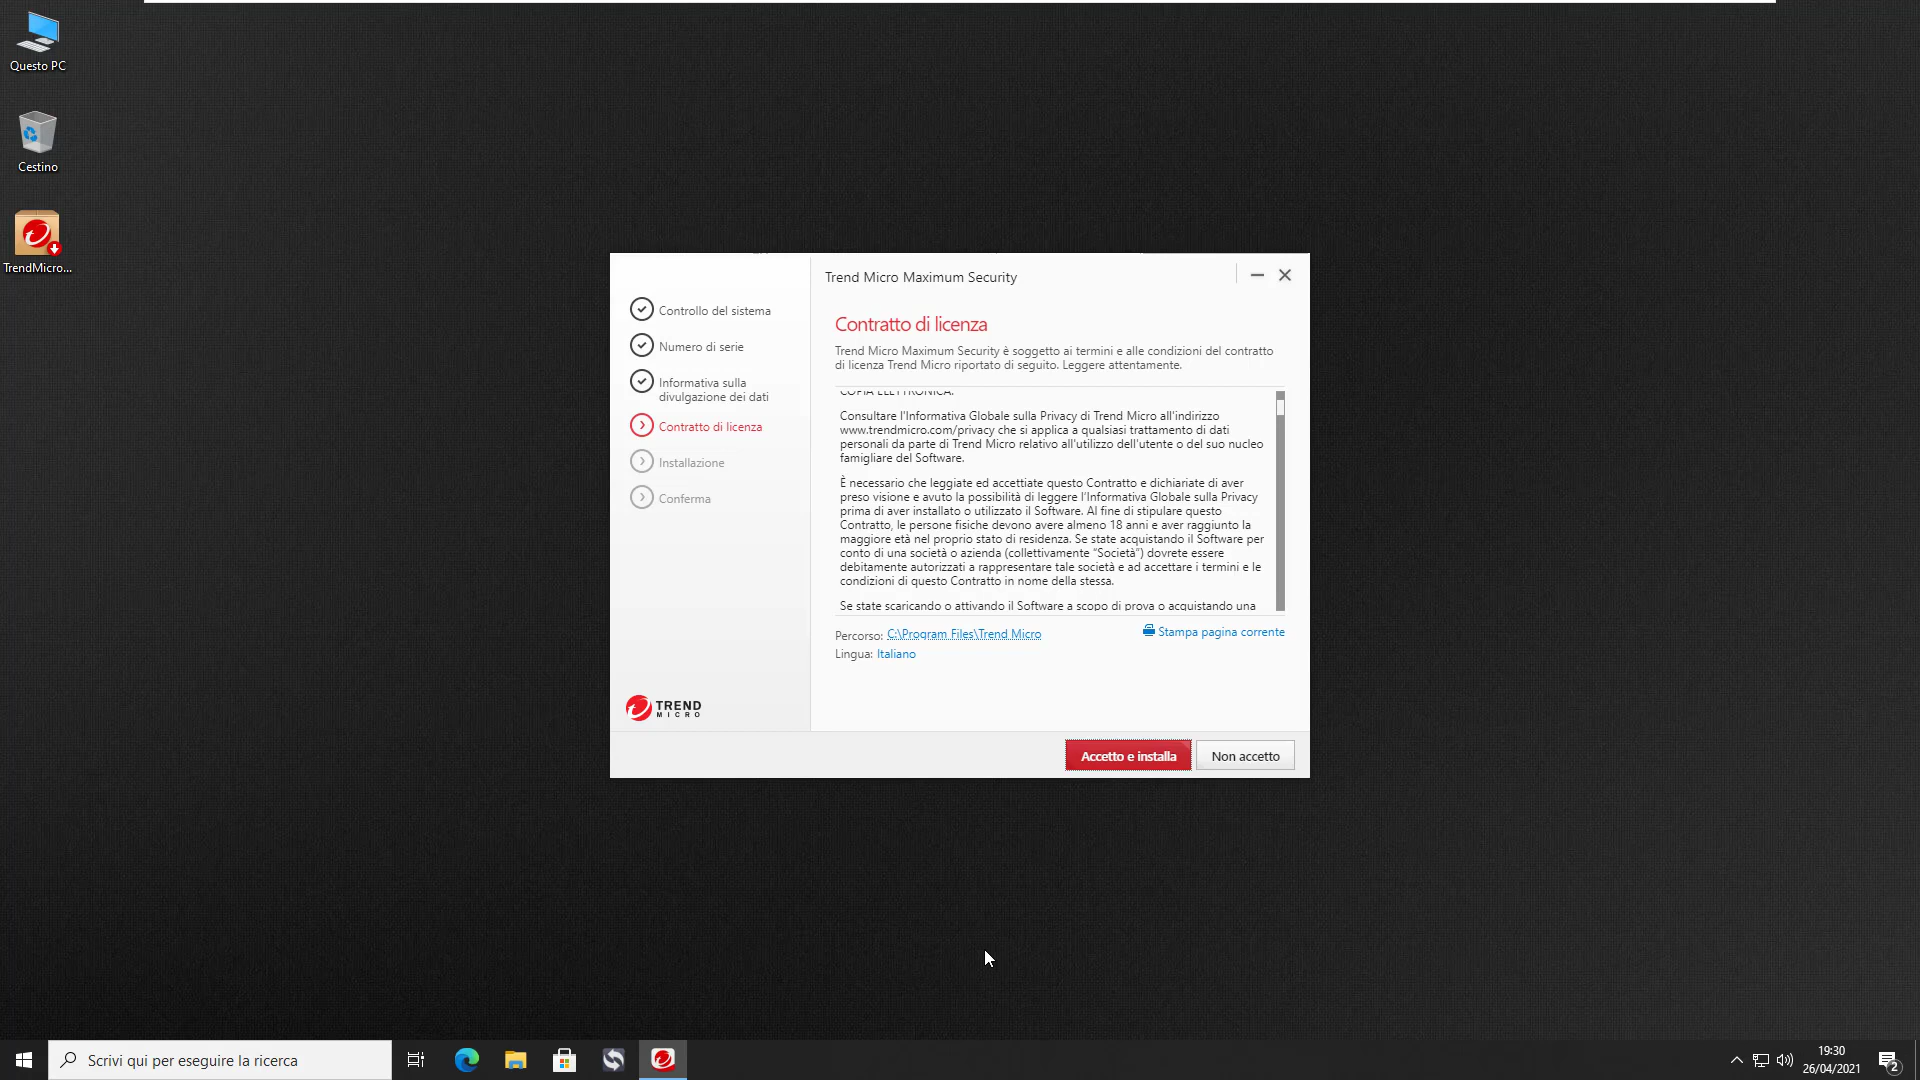 Questo PC
Cestino
TrendMicro...
Trend Micro Maximum Security
Controllo del sistema
Numero di serie
Informativa sulla
divulgazione dei dati
Contratto di licenza
Installazione
Conferma
TREND
MICRO
Contratto di licenza
Trend Micro Maximum Security è soggetto ai termini e alle condizioni del contratto
di licenza Trend Micro riportato di seguito. Leggere attentamente.
COPIA ELETTRONICA.
Consultare l'Informativa Globale sulla Privacy di Trend Micro all'indirizzo
www.trendmicro.com/privacy che si applica a qualsiasi trattamento di dati
personali da parte di Trend Micro relativo all'utilizzo dell'utente o del suo nucleo
famigliare del Software.
È necessario che leggiate ed accettiate questo Contratto e dichiariate di aver
preso visione e avuto la possibilità di leggere l'Informativa Globale sulla Privacy
prima di aver installato o utilizzato il Software. Al fine di stipulare questo
Contratto, le persone fisiche devono avere almeno 18 anni e aver raggiunto la
maggiore età nel proprio stato di residenza. Se state acquistando il Software per
conto di una società o azienda (collettivamente “Società”) dovrete essere
debitamente autorizzati a rappresentare tale società e ad accettare i termini e le
condizioni di questo Contratto in nome della stessa.
Se state scaricando o attivando il Software a scopo di prova o acquistando una
Percorso: C:\Program Files\Trend Micro
Stampa pagina corrente
Lingua: Italiano
Accetto e installa
Non accetto
Scrivi qui per eseguire la ricerca
19:30
26/04/2021
2